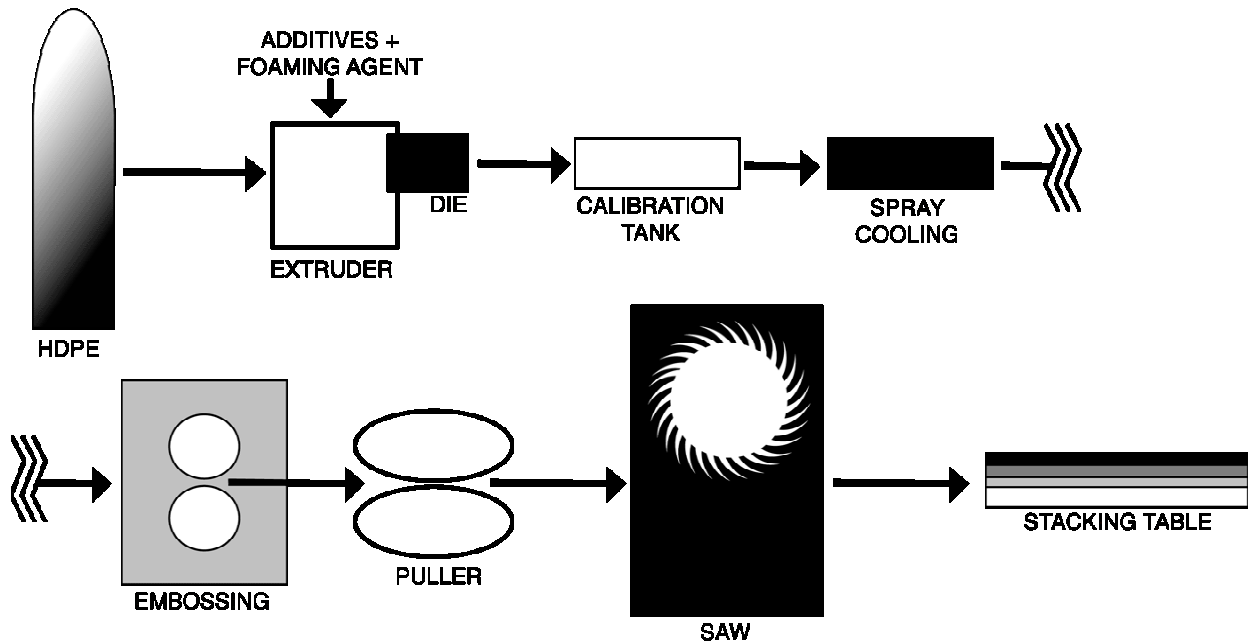 ADDITIVES +
FOAMING AGENT
DIE
EXTRUDER
HDPE
CALIBRATION
TANK
SPRAY
COOLING
EMBOSSING
PULLER
SAW
STACKING TABLE